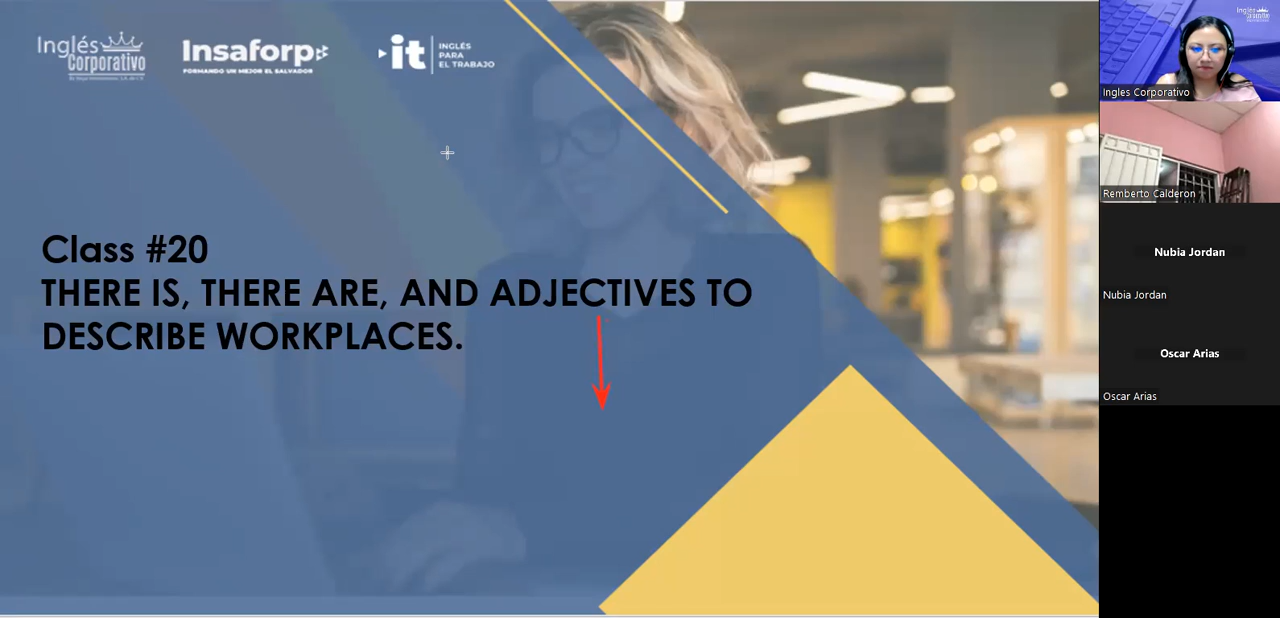 Inglés
Corporativo
Insaforp
FORMANDO UN MEJOR EL SALVADOR
it
INGLÉS
PARA
EL TRABAJO
Class #20
THERE IS, THERE ARE, AND ADJECTIVES TO
DESCRIBE WORKPLACES.
Ingles Corporativo
Remberto Calderon
Nubia Jordan
Nubia Jordan
Oscar Arias
Oscar Arias